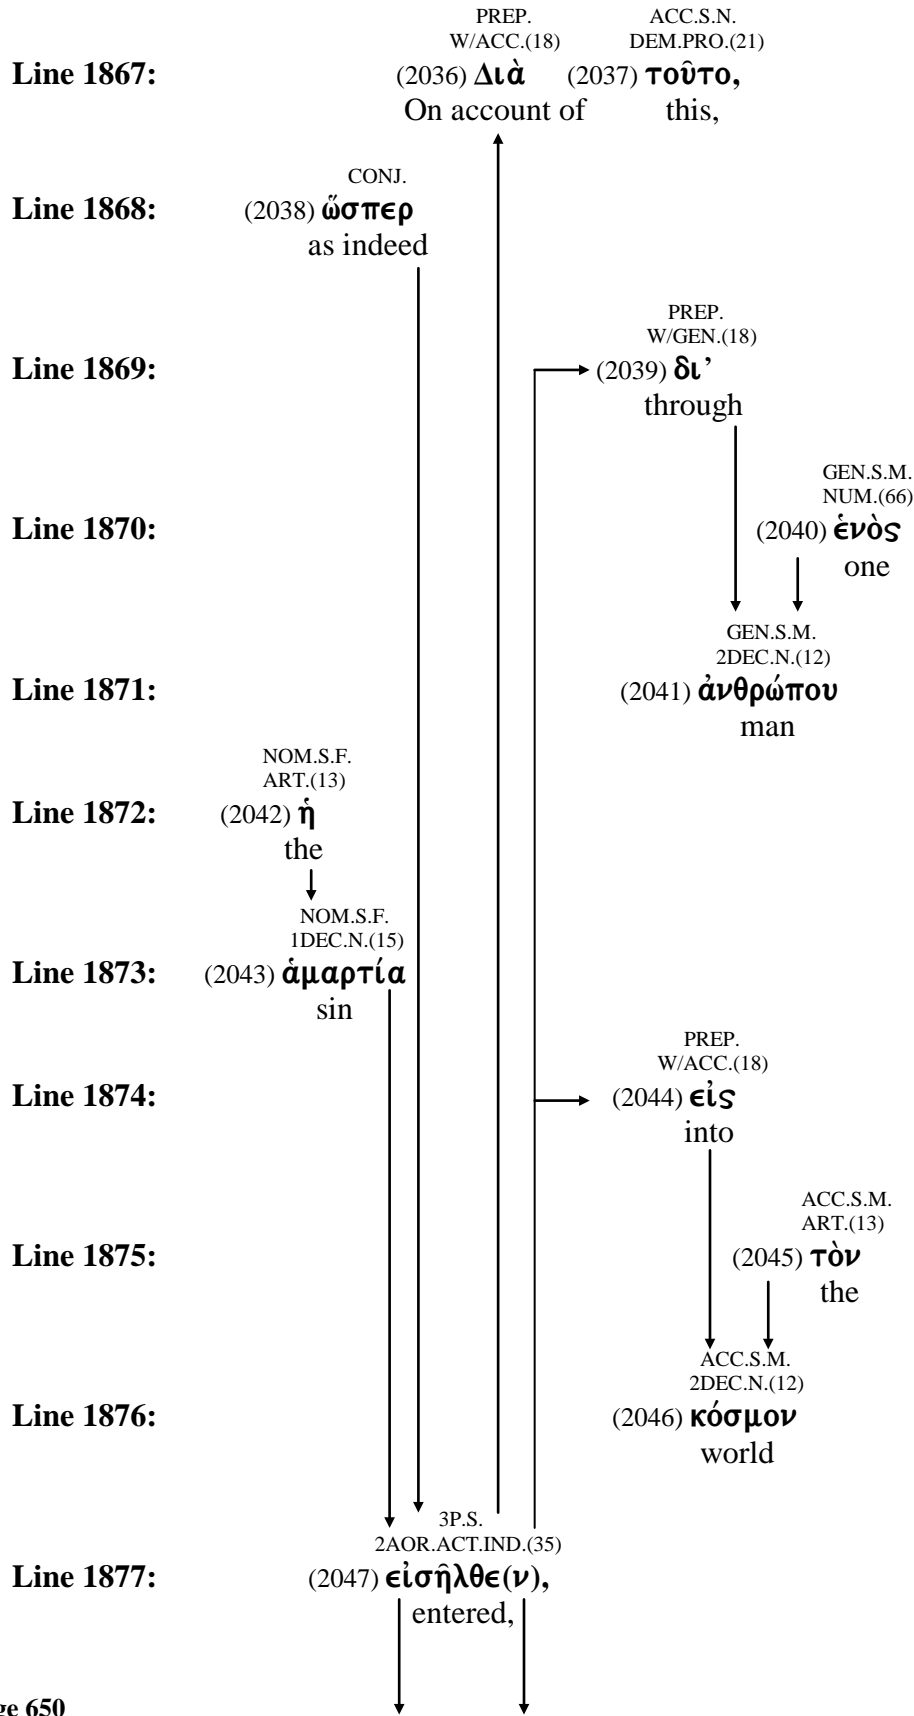 PREP. ACC.S.N.
W/ACC.(18) DEM.PRO.(21)
Line 1867: (2036) Διὰ (2037) τοῦτο,
On account of this,
CONJ.
Line 1868: (2038) ὥσπερ
as indeed
PREP.
W/GEN.(18)
Line 1869: (2039) δι’
through
GEN.S.M.
NUM.(66)
Line 1870: (2040) ἑνὸς
one
GEN.S.M.
2DEC.N.(12)
Line 1871: (2041) ἀνθρώπου
man
NOM.S.F.
ART.(13)
Line 1872: (2042) ἡ
the
NOM.S.F.
1DEC.N.(15)
Line 1873: (2043) ἁμαρτία
sin
PREP.
W/ACC.(18)
Line 1874: (2044) εἰς
into
ACC.S.M.
ART.(13)
Line 1875: (2045) τὸν
the
ACC.S.M.
2DEC.N.(12)
Line 1876: (2046) κόσμον
world
3P.S.
2AOR.ACT.IND.(35)
Line 1877: (2047) εἰσῆλθε(ν),
entered,
ge 650